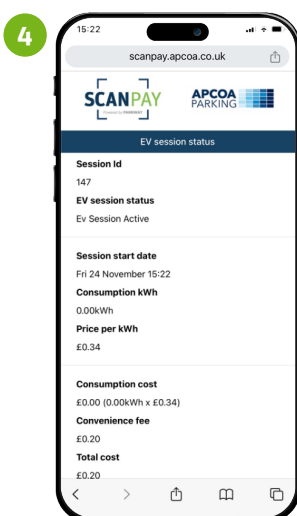 4
15:22
scanpay.apcoa.co.uk
SCANPAY
APCOA
PARKING
EV session status
Session Id
147
EV session status
Ev Session Active
Session start date
Fri 24 November 15:22
Consumption kWh
0.00kWh
Price per kWh
£0.34
Consumption cost
£0.00 (0.00kWh x £0.34)
Convenience fee
£0.20
Total cost
£0.20